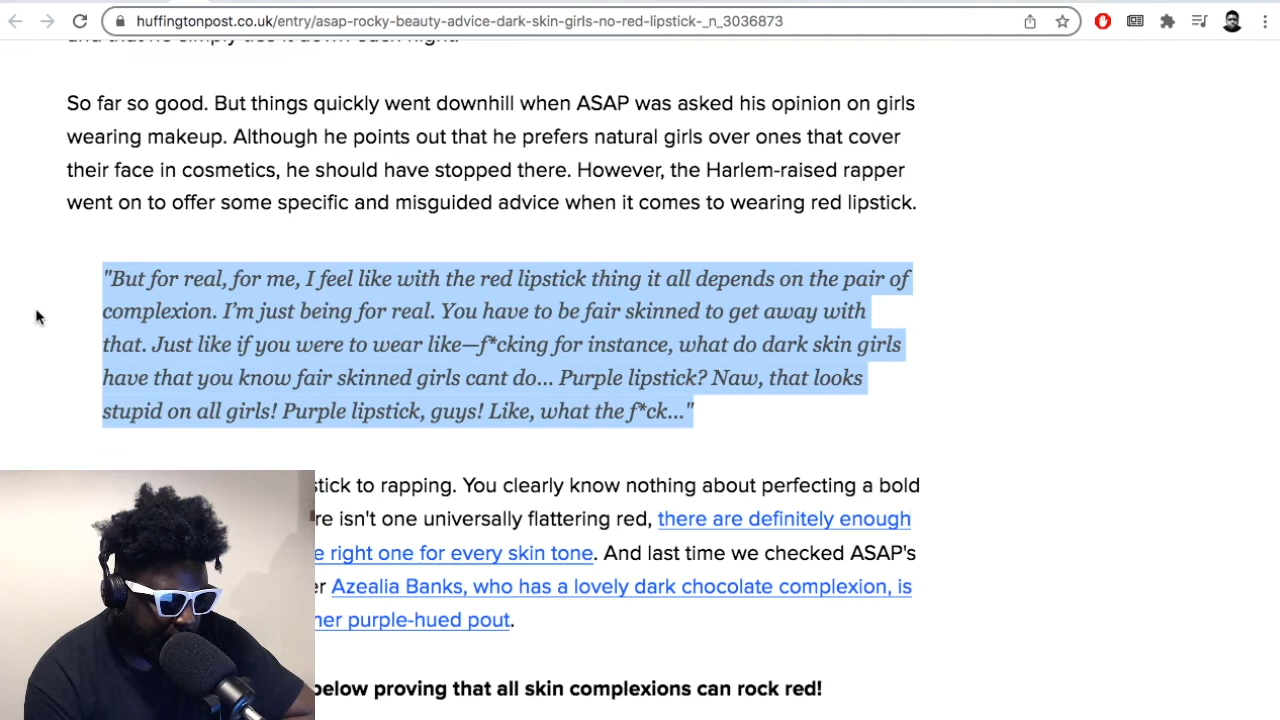 huffingtonpost.co.uk/entry/asap-rocky-beauty-advice-dark-skin-girls-no-red-lipstick-_n_3036873
and that he simply ties it down each night.
So far so good. But things quickly went downhill when ASAP was asked his opinion on girls
wearing makeup. Although he points out that he prefers natural girls over ones that cover
their face in cosmetics, he should have stopped there. However, the Harlem-raised rapper
went on to offer some specific and misguided advice when it comes to wearing red lipstick.
"But for real, for me, I feel like with the red lipstick thing it all depends on the pair of
complexion. I’m just being for real. You have to be fair skinned to get away with
that. Just like if you were to wear like—f*cking for instance, what do dark skin girls
have that you know fair skinned girls cant do... Purple lipstick? Naw, that looks
stupid on all girls! Purple lipstick, guys! Like, what the f*ck..."
stick to rapping. You clearly know nothing about perfecting a bold
re isn't one universally flattering red, there are definitely enough
e right one for every skin tone. And last time we checked ASAP's
er Azealia Banks, who has a lovely dark chocolate complexion, is
her purple-hued pout.
below proving that all skin complexions can rock red!